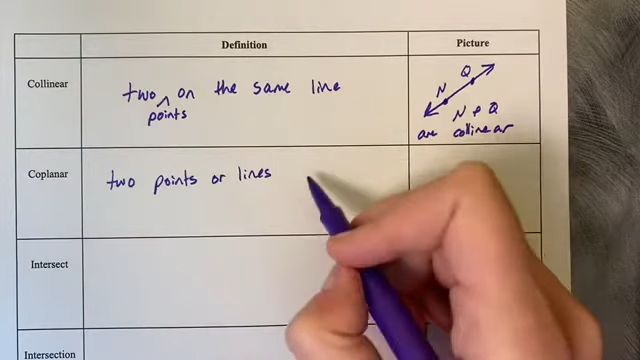 Definition
Picture
Collinear
two on the same line
points
N
Q
N & Q
are collinear
Coplanar
two points or lines
Intersect
Intersection